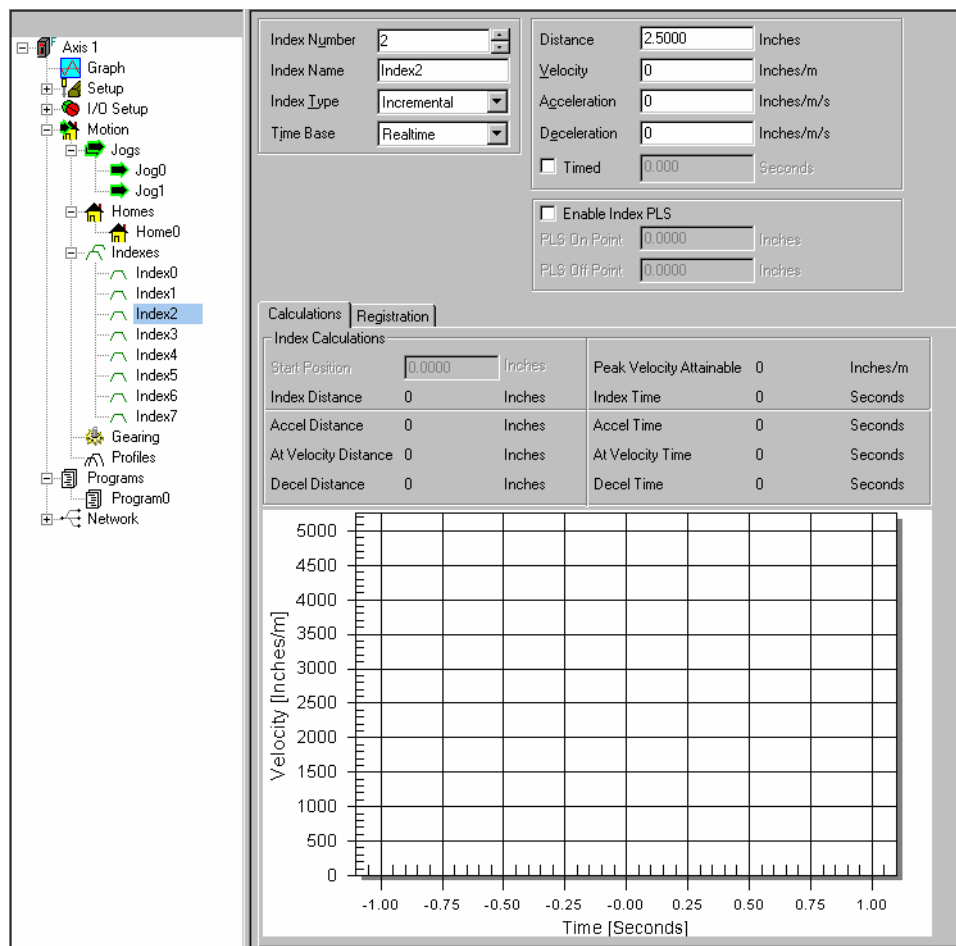 Axis 1
Graph
Setup
I/O Setup
Motion
Jogs
Jog0
Jog1
Homes
Home0
Indexes
Index0
Index1
Index2
Index3
Index4
Index5
Index6
Index7
Gearing
Profiles
Programs
Program0
Network
Index Number 2
Index Name Index2
Index Type Incremental
Time Base Realtime
Distance 2.5000 Inches
Velocity 0 Inches/m
Acceleration 0 Inches/m/s
Deceleration 0 Inches/m/s
Timed 0.000 Seconds
Enable Index PLS
PLS On Point 0.0000 Inches
PLS Off Point 0.0000 Inches
Calculations Registration
Index Calculations
Start Position 0.0000 Inches Peak Velocity Attainable 0 Inches/m
Index Distance 0 Inches Index Time 0 Seconds
Accel Distance 0 Inches Accel Time 0 Seconds
At Velocity Distance 0 Inches At Velocity Time 0 Seconds
Decel Distance 0 Inches Decel Time 0 Seconds
Velocity [Inches/m]
5000
4500
4000
3500
3000
2500
2000
1500
1000
500
0
-1.00 -0.75 -0.50 -0.25 -0.00 0.25 0.50 0.75 1.00
Time [Seconds]